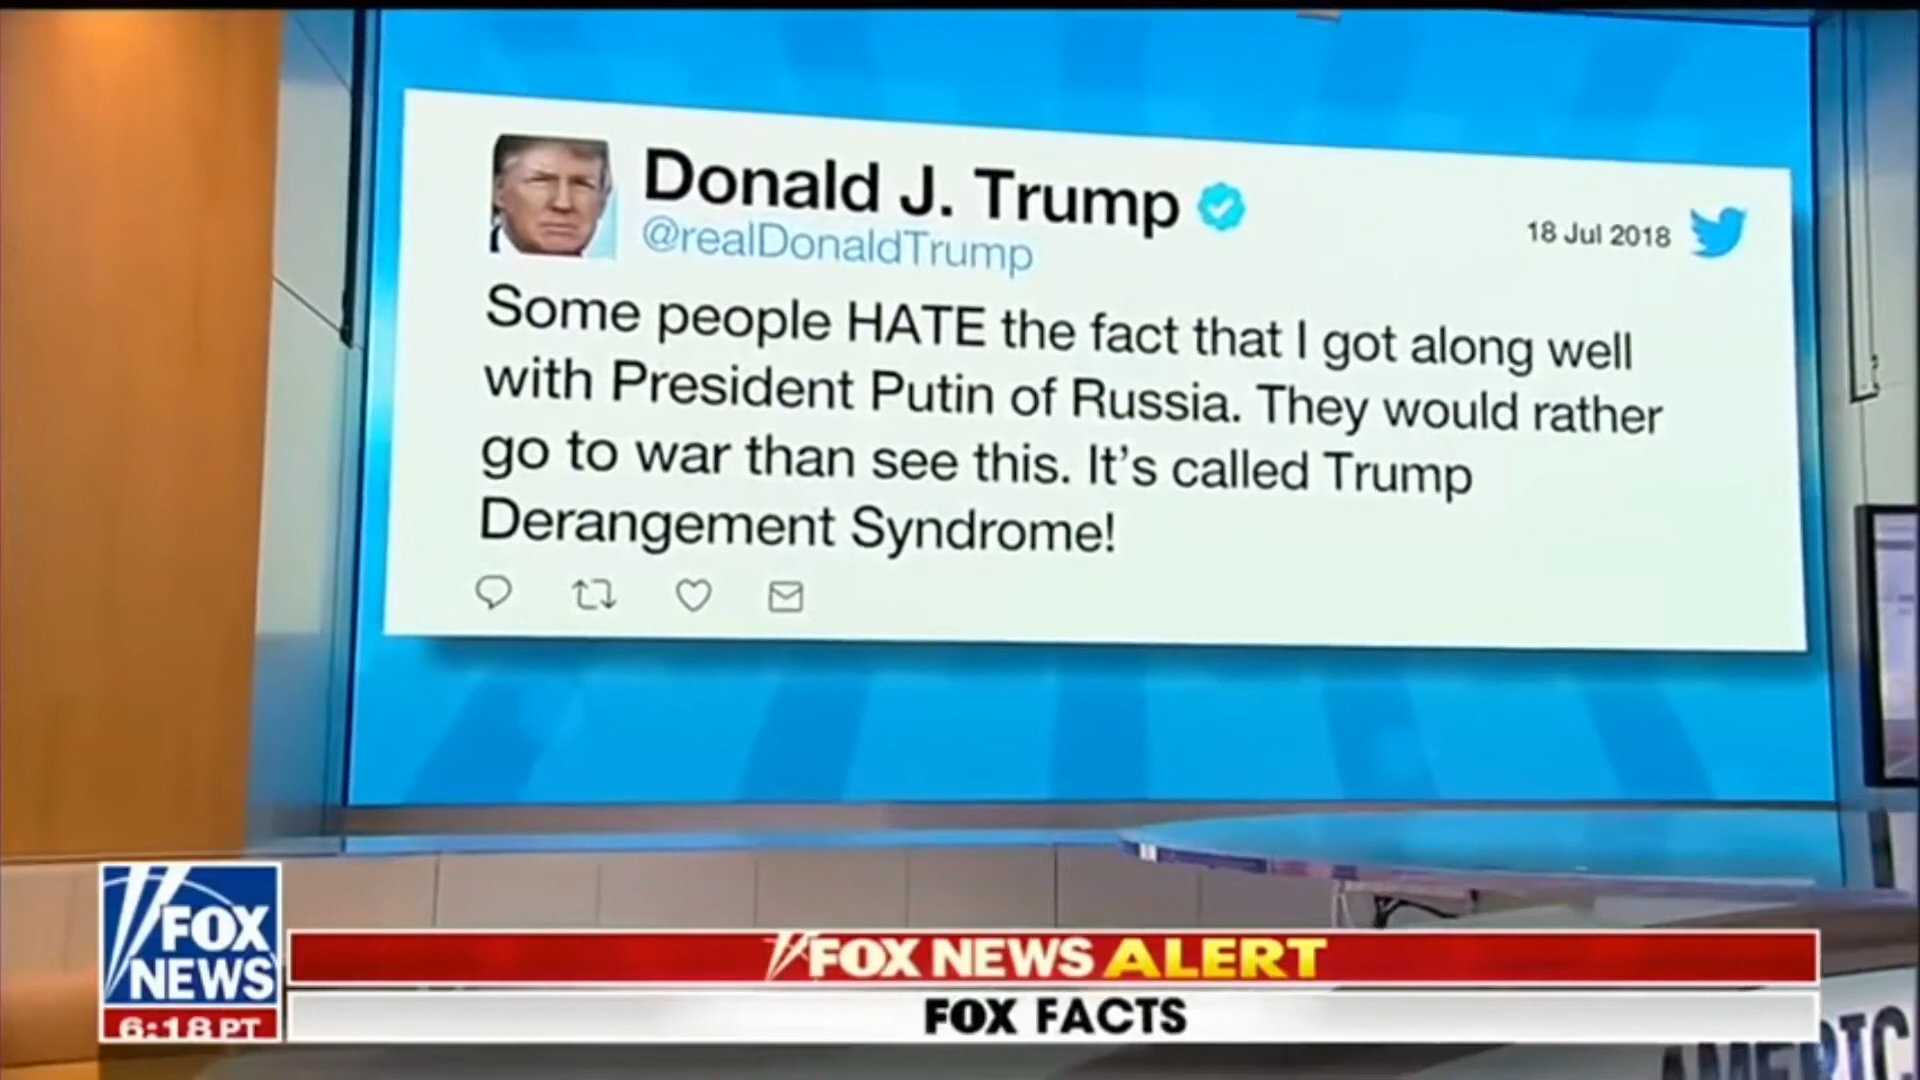 Donald J. Trump
@realDonaldTrump
18 Jul 2018
Some people HATE the fact that I got along well
with President Putin of Russia. They would rather
go to war than see this. It's called Trump
Derangement Syndrome!
FOX
NEWS
6:18 PT
FOX NEWS ALERT
FOX FACTS